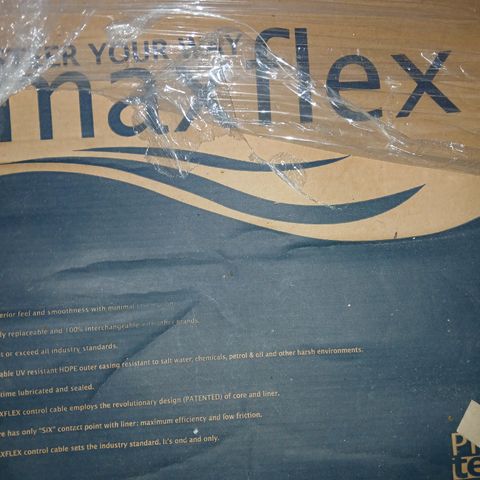 YOUR WAY
maxflex
erior feel and smoothness with minimal
ly replaceable and 100% interchangeable with other brands.
t or exceed all industry standards.
able UV resistant HDPE outer casing resistant to salt water, chemicals, petrol & oil and other harsh environments.
time lubricated and sealed.
XFLEX control cable employs the revolutionary design (PATENTED) of core and liner.
re has only "SIX" contact point with liner: maximum efficiency and low friction.
XFLEX control cable sets the industry standard. It's one and only.